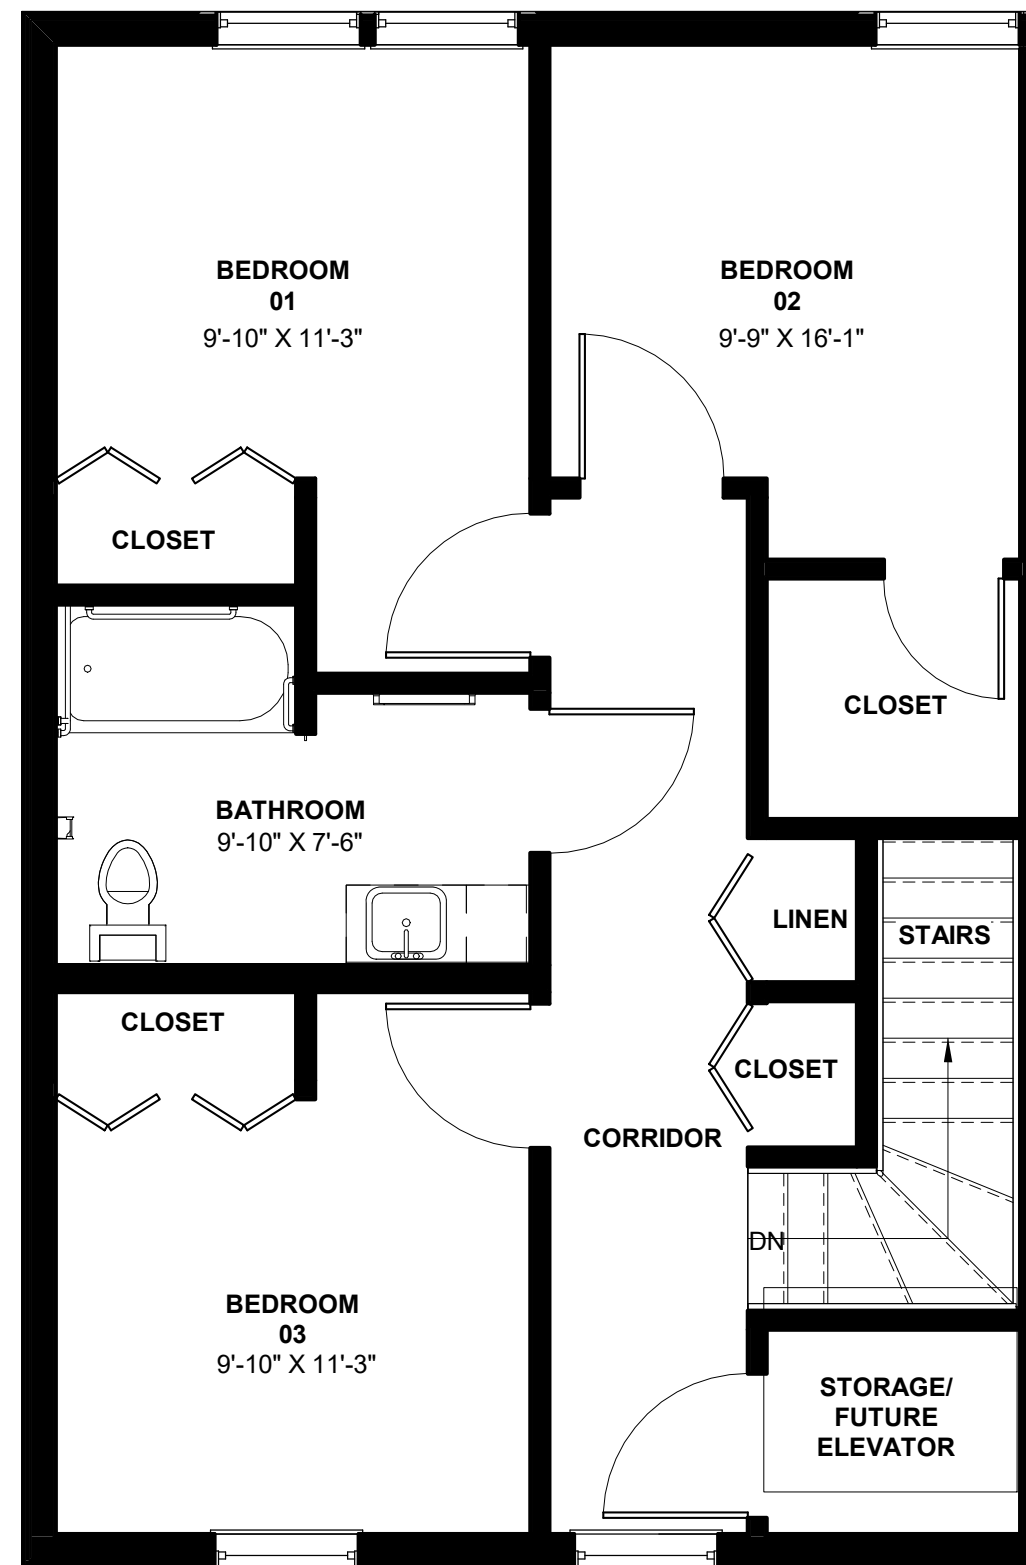 BEDROOM
01
9'-10" X 11'-3"
BEDROOM
02
9'-9" X 16'-1"
CLOSET
CLOSET
BATHROOM
9'-10" X 7'-6"
LINEN
STAIRS
CLOSET
CLOSET
CORRIDOR
DN
BEDROOM
03
9'-10" X 11'-3"
STORAGE/
FUTURE
ELEVATOR